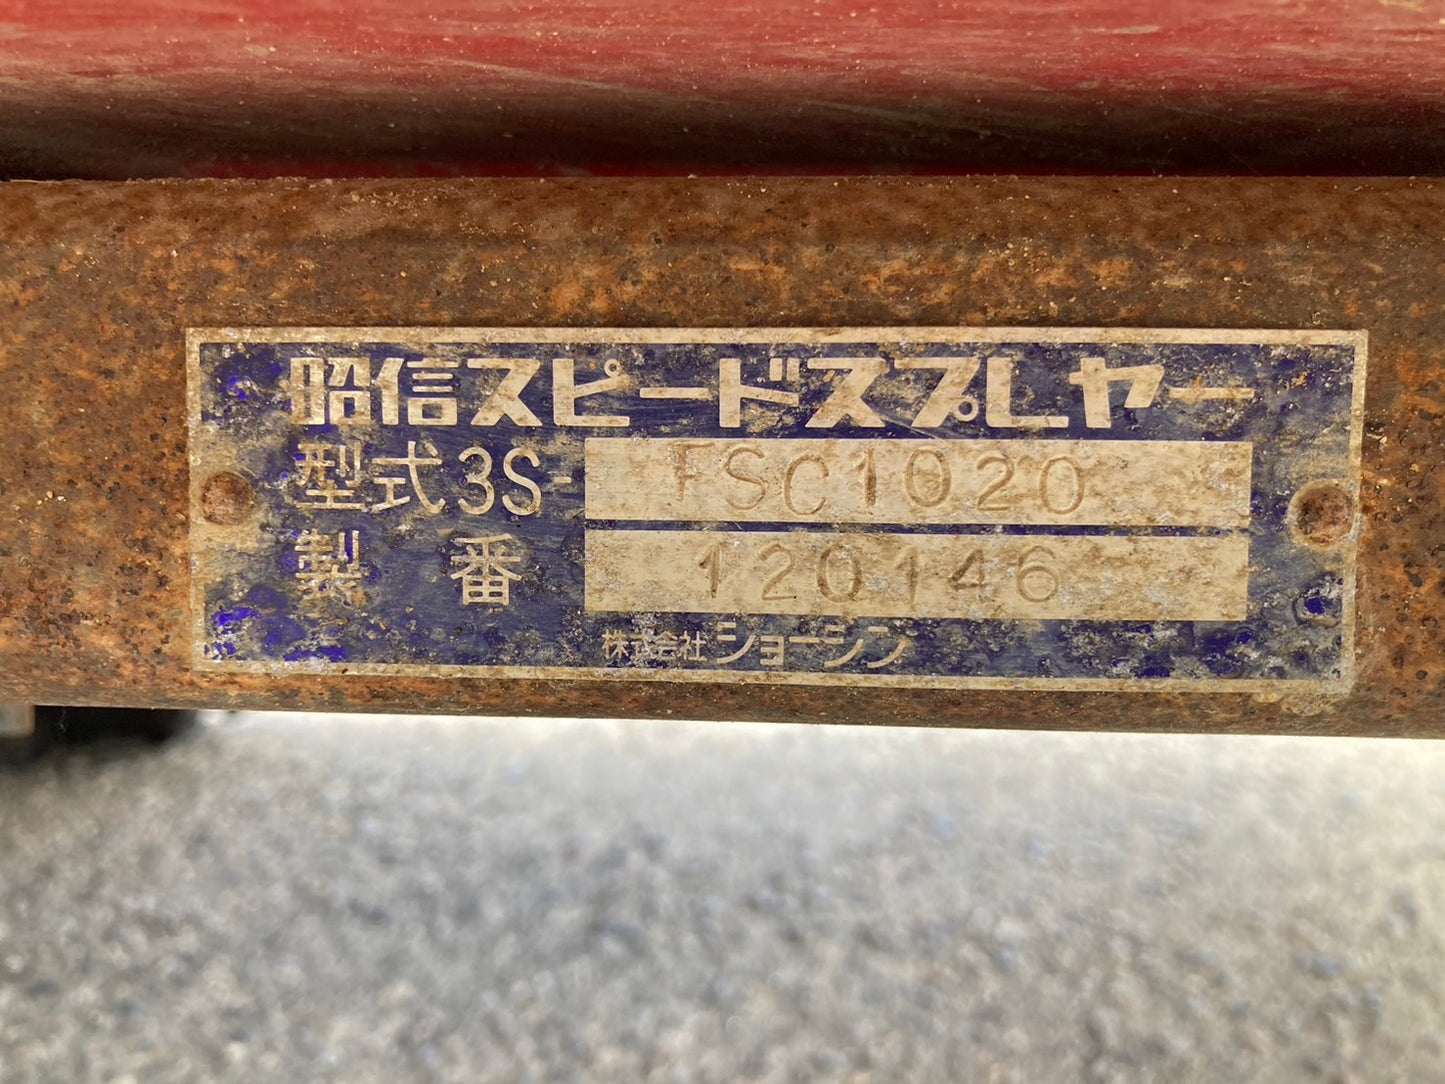 昭信スピードスプレヤー
型式3S-FSC1020
製番 120146
株式会社ショーシン